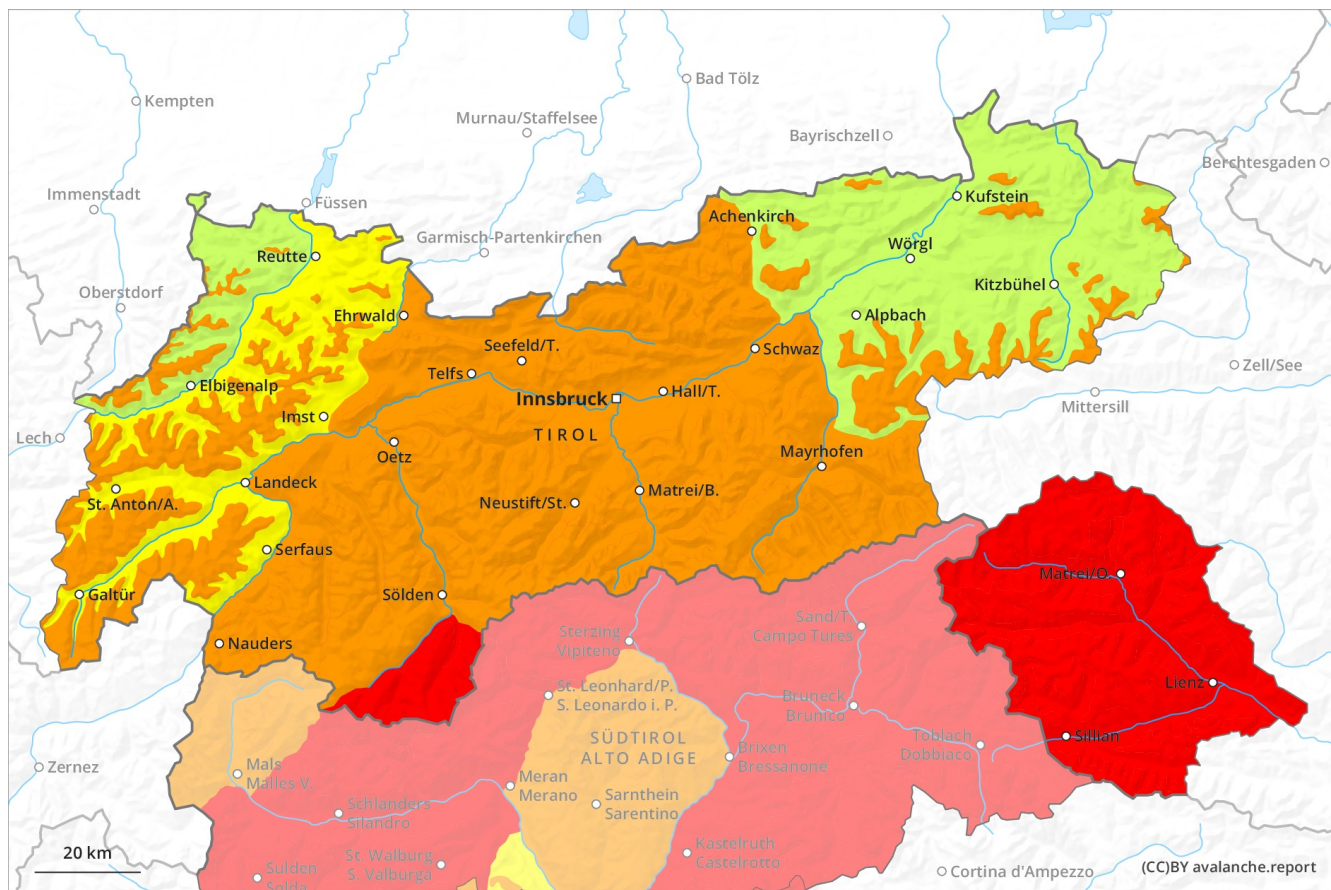 Kempten
Bad Tölz
Murnau/Staffelsee
Bayrischzell
Berchtesgaden
Immenstadt
Füssen
Kufstein
Achenkirch
Garmisch-Partenkirchen
Reutte
Wörgl
Oberstdorf
Kitzbühel
Ehrwald
Alpbach
Seefeld/T.
Schwaz
Zell/See
Telfs
Elbigenalp
Innsbruck
Hall/T.
Mittersill
Imst
Lech
TIROL
Oetz
Mayrhofen
Landeck
Matrei/B.
St. Anton/A.
Neustift/St.
Serfaus
Matrei/O.
Galtür
Sölden
Sand/T.
Campo Tures
Sterzing
Vipiteno
Nauders
Lienz
St. Leonhard/P.
S. Leonardo i. P.
Bruneck
Brunico
SÜDTIROL
ALTO ADIGE
Toblach
Dobbiaco
Sillian
Brixen
Bressanone
Zernez
Mals
Málles V.
Meran
Merano
Sarnthein
Sarentino
Schlanders
Silandro
20 km
St. Walburg
S. Valburga
Kastelruth
Castelrotto
Sulden
Solda
Cortina d'Ampezzo
(CC)BY avalanche.report